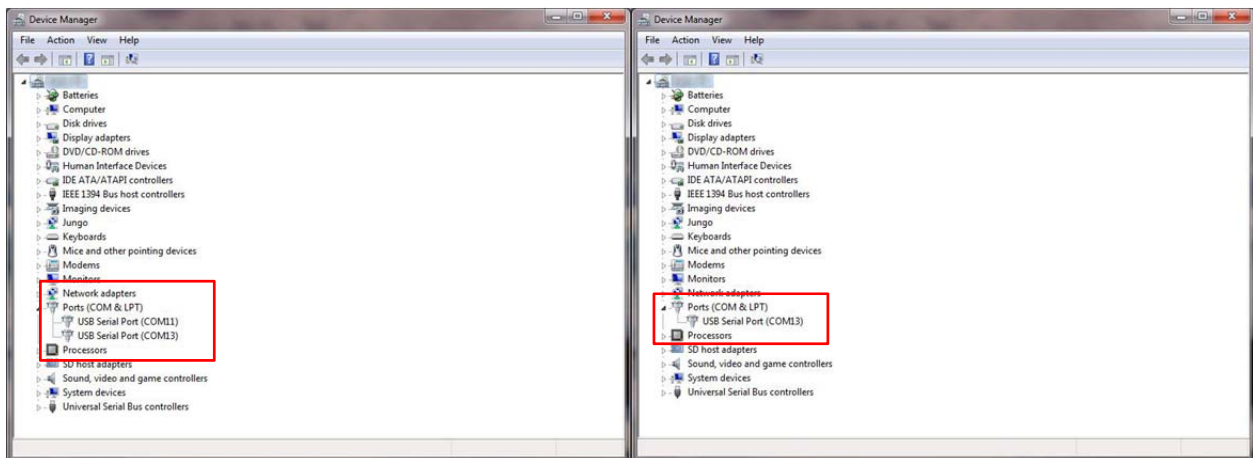 Device Manager
File Action View Help
Batteries
Computer
Disk drives
Display adapters
DVD/CD-ROM drives
Human Interface Devices
IDE ATA/ATAPI controllers
IEEE 1394 Bus host controllers
Imaging devices
Jungo
Keyboards
Mice and other pointing devices
Modems
Monitors
Network adapters
Ports (COM & LPT)
USB Serial Port (COM11)
USB Serial Port (COM13)
Processors
SD host adapters
Sound, video and game controllers
System devices
Universal Serial Bus controllers
Device Manager
File Action View Help
Batteries
Computer
Disk drives
Display adapters
DVD/CD-ROM drives
Human Interface Devices
IDE ATA/ATAPI controllers
IEEE 1394 Bus host controllers
Imaging devices
Jungo
Keyboards
Mice and other pointing devices
Modems
Monitors
Network adapters
Ports (COM & LPT)
USB Serial Port (COM13)
Processors
SD host adapters
Sound, video and game controllers
System devices
Universal Serial Bus controllers